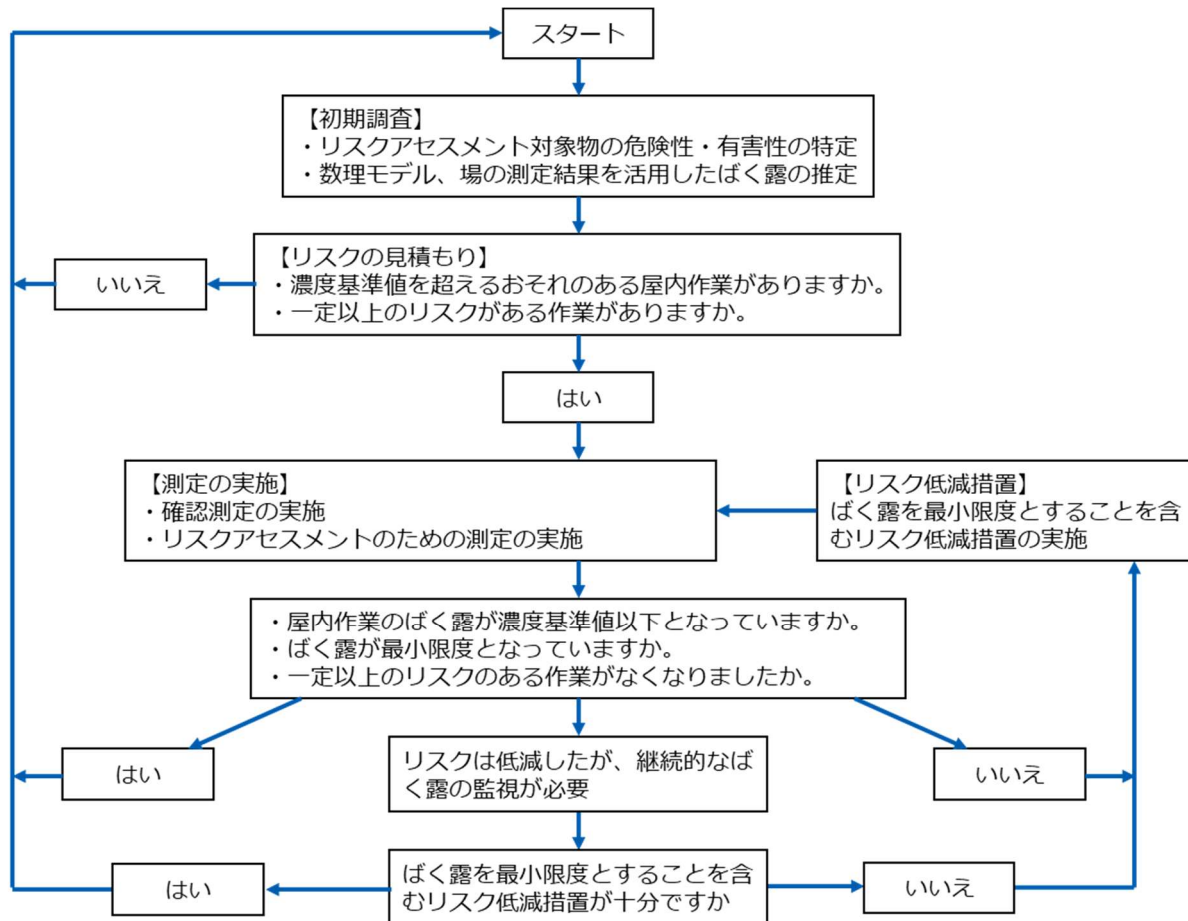 スタート
【初期調査】
・リスクアセスメント対象物の危険性・有害性の特定
・数理モデル、場の測定結果を活用したばく露の推定
いいえ
【リスクの見積もり】
・濃度基準値を超えるおそれのある屋内作業がありますか。
・一定以上のリスクがある作業がありますか。
はい
【測定の実施】
・確認測定の実施
・リスクアセスメントのための測定の実施
【リスク低減措置】
ばく露を最小限度とすることを含
むリスク低減措置の実施
・屋内作業のばく露が濃度基準値以下となっていますか。
・ばく露が最小限度となっていますか。
・一定以上のリスクのある作業がなくなりましたか。
はい
リスクは低減したが、継続的なば
く露の監視が必要
いいえ
はい
ばく露を最小限度とすることを含
むリスク低減措置が十分ですか
いいえ